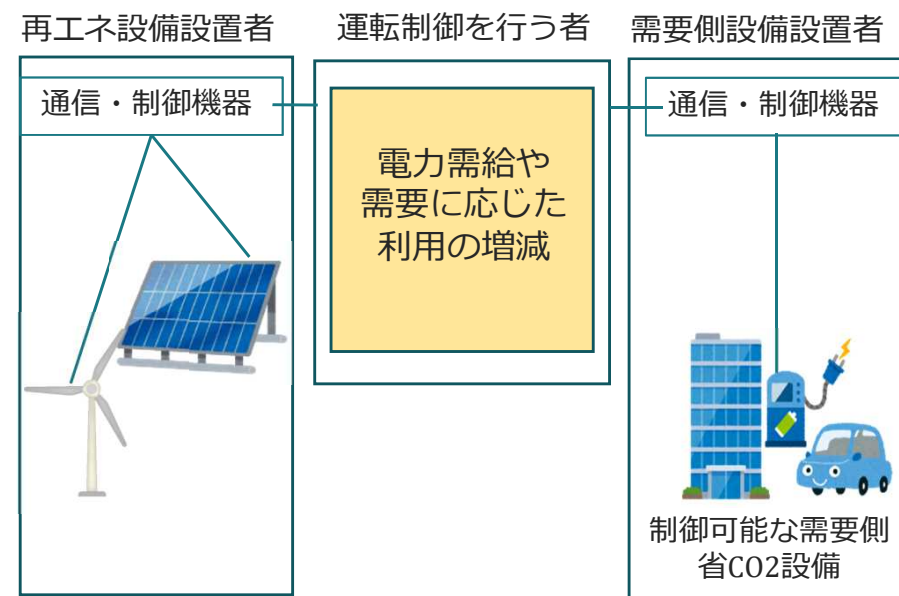 再エネ設備設置者
運転制御を行う者
需要側設備設置者
通信・制御機器
電力需給や
需要に応じた
利用の増減
通信・制御機器
制御可能な需要側
省CO2設備